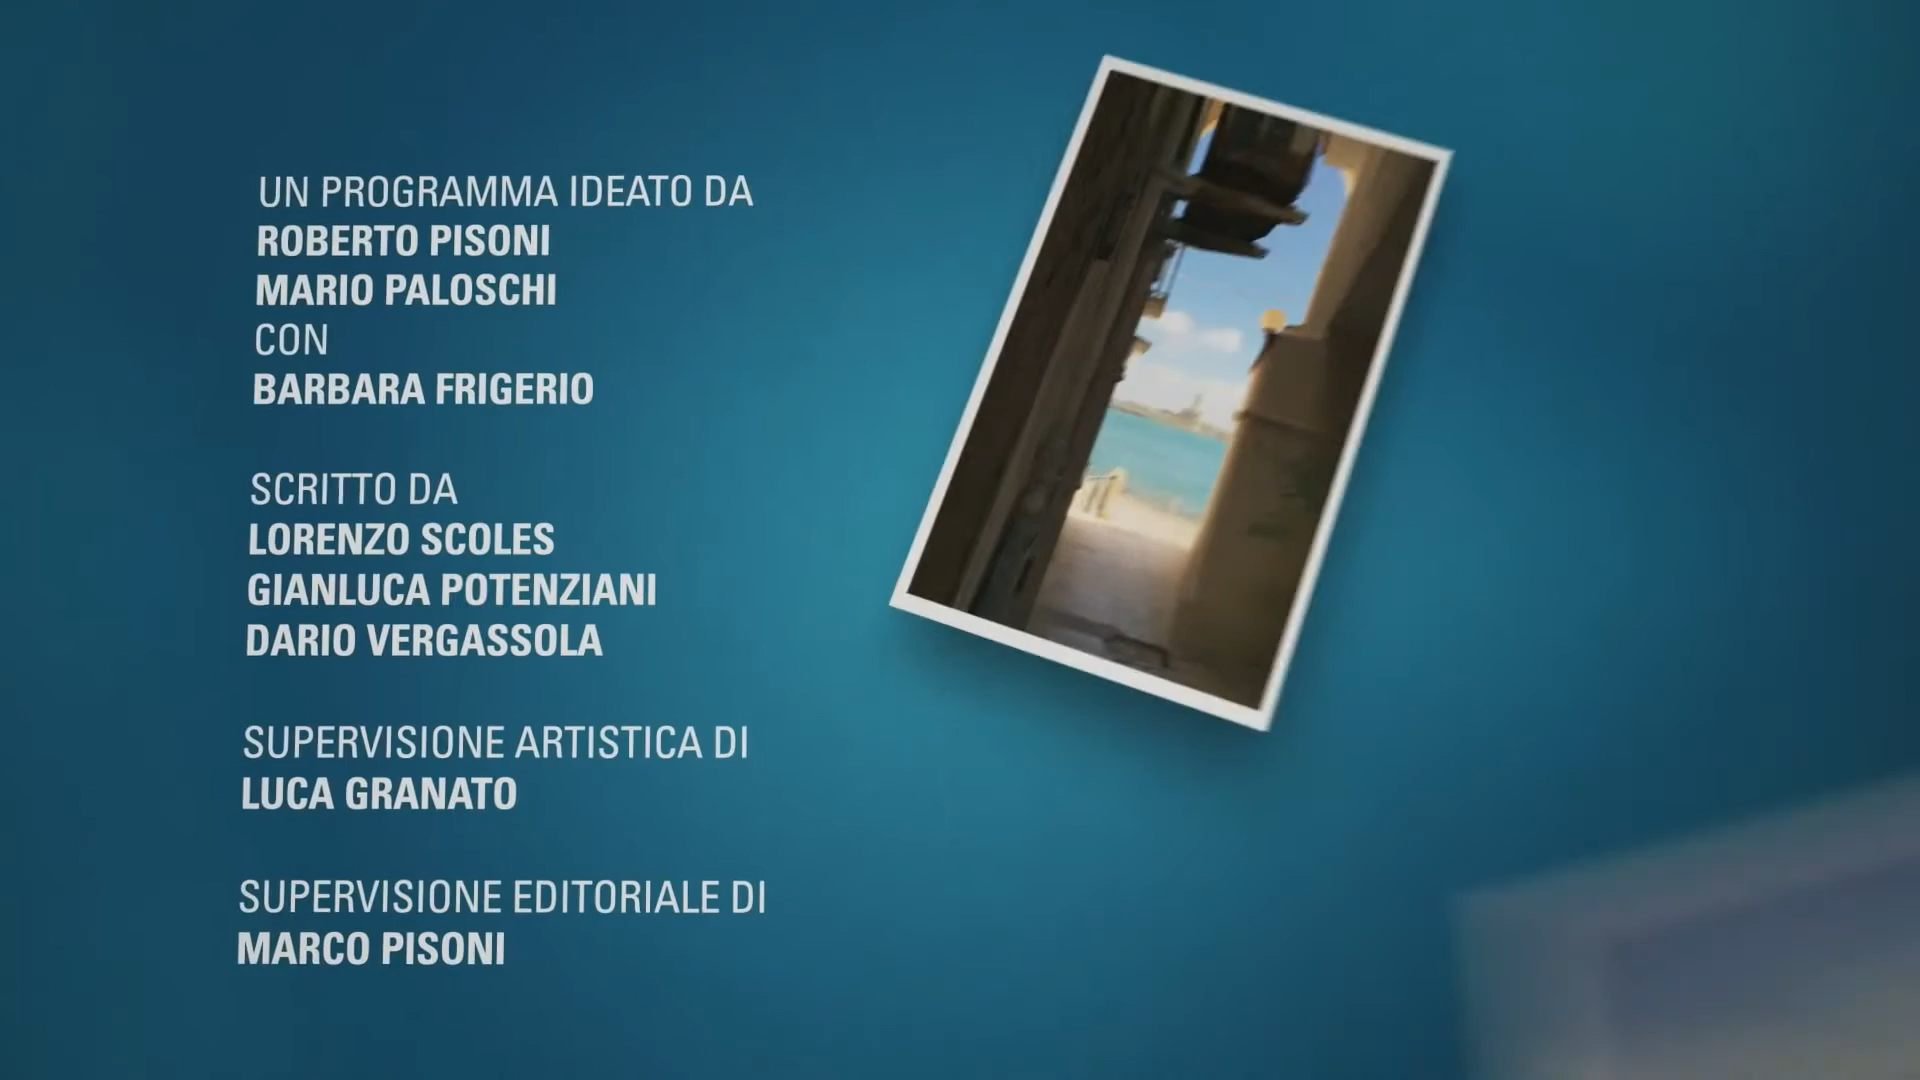 UN PROGRAMMA IDEATO DA
ROBERTO PISONI
MARIO PALOSCHI
CON
BARBARA FRIGERIO
SCRITTO DA
LORENZO SCOLES
GIANLUCA POTENZIANI
DARIO VERGASSOLA
SUPERVISIONE ARTISTICA DI
LUCA GRANATO
SUPERVISIONE EDITORIALE DI
MARCO PISONI